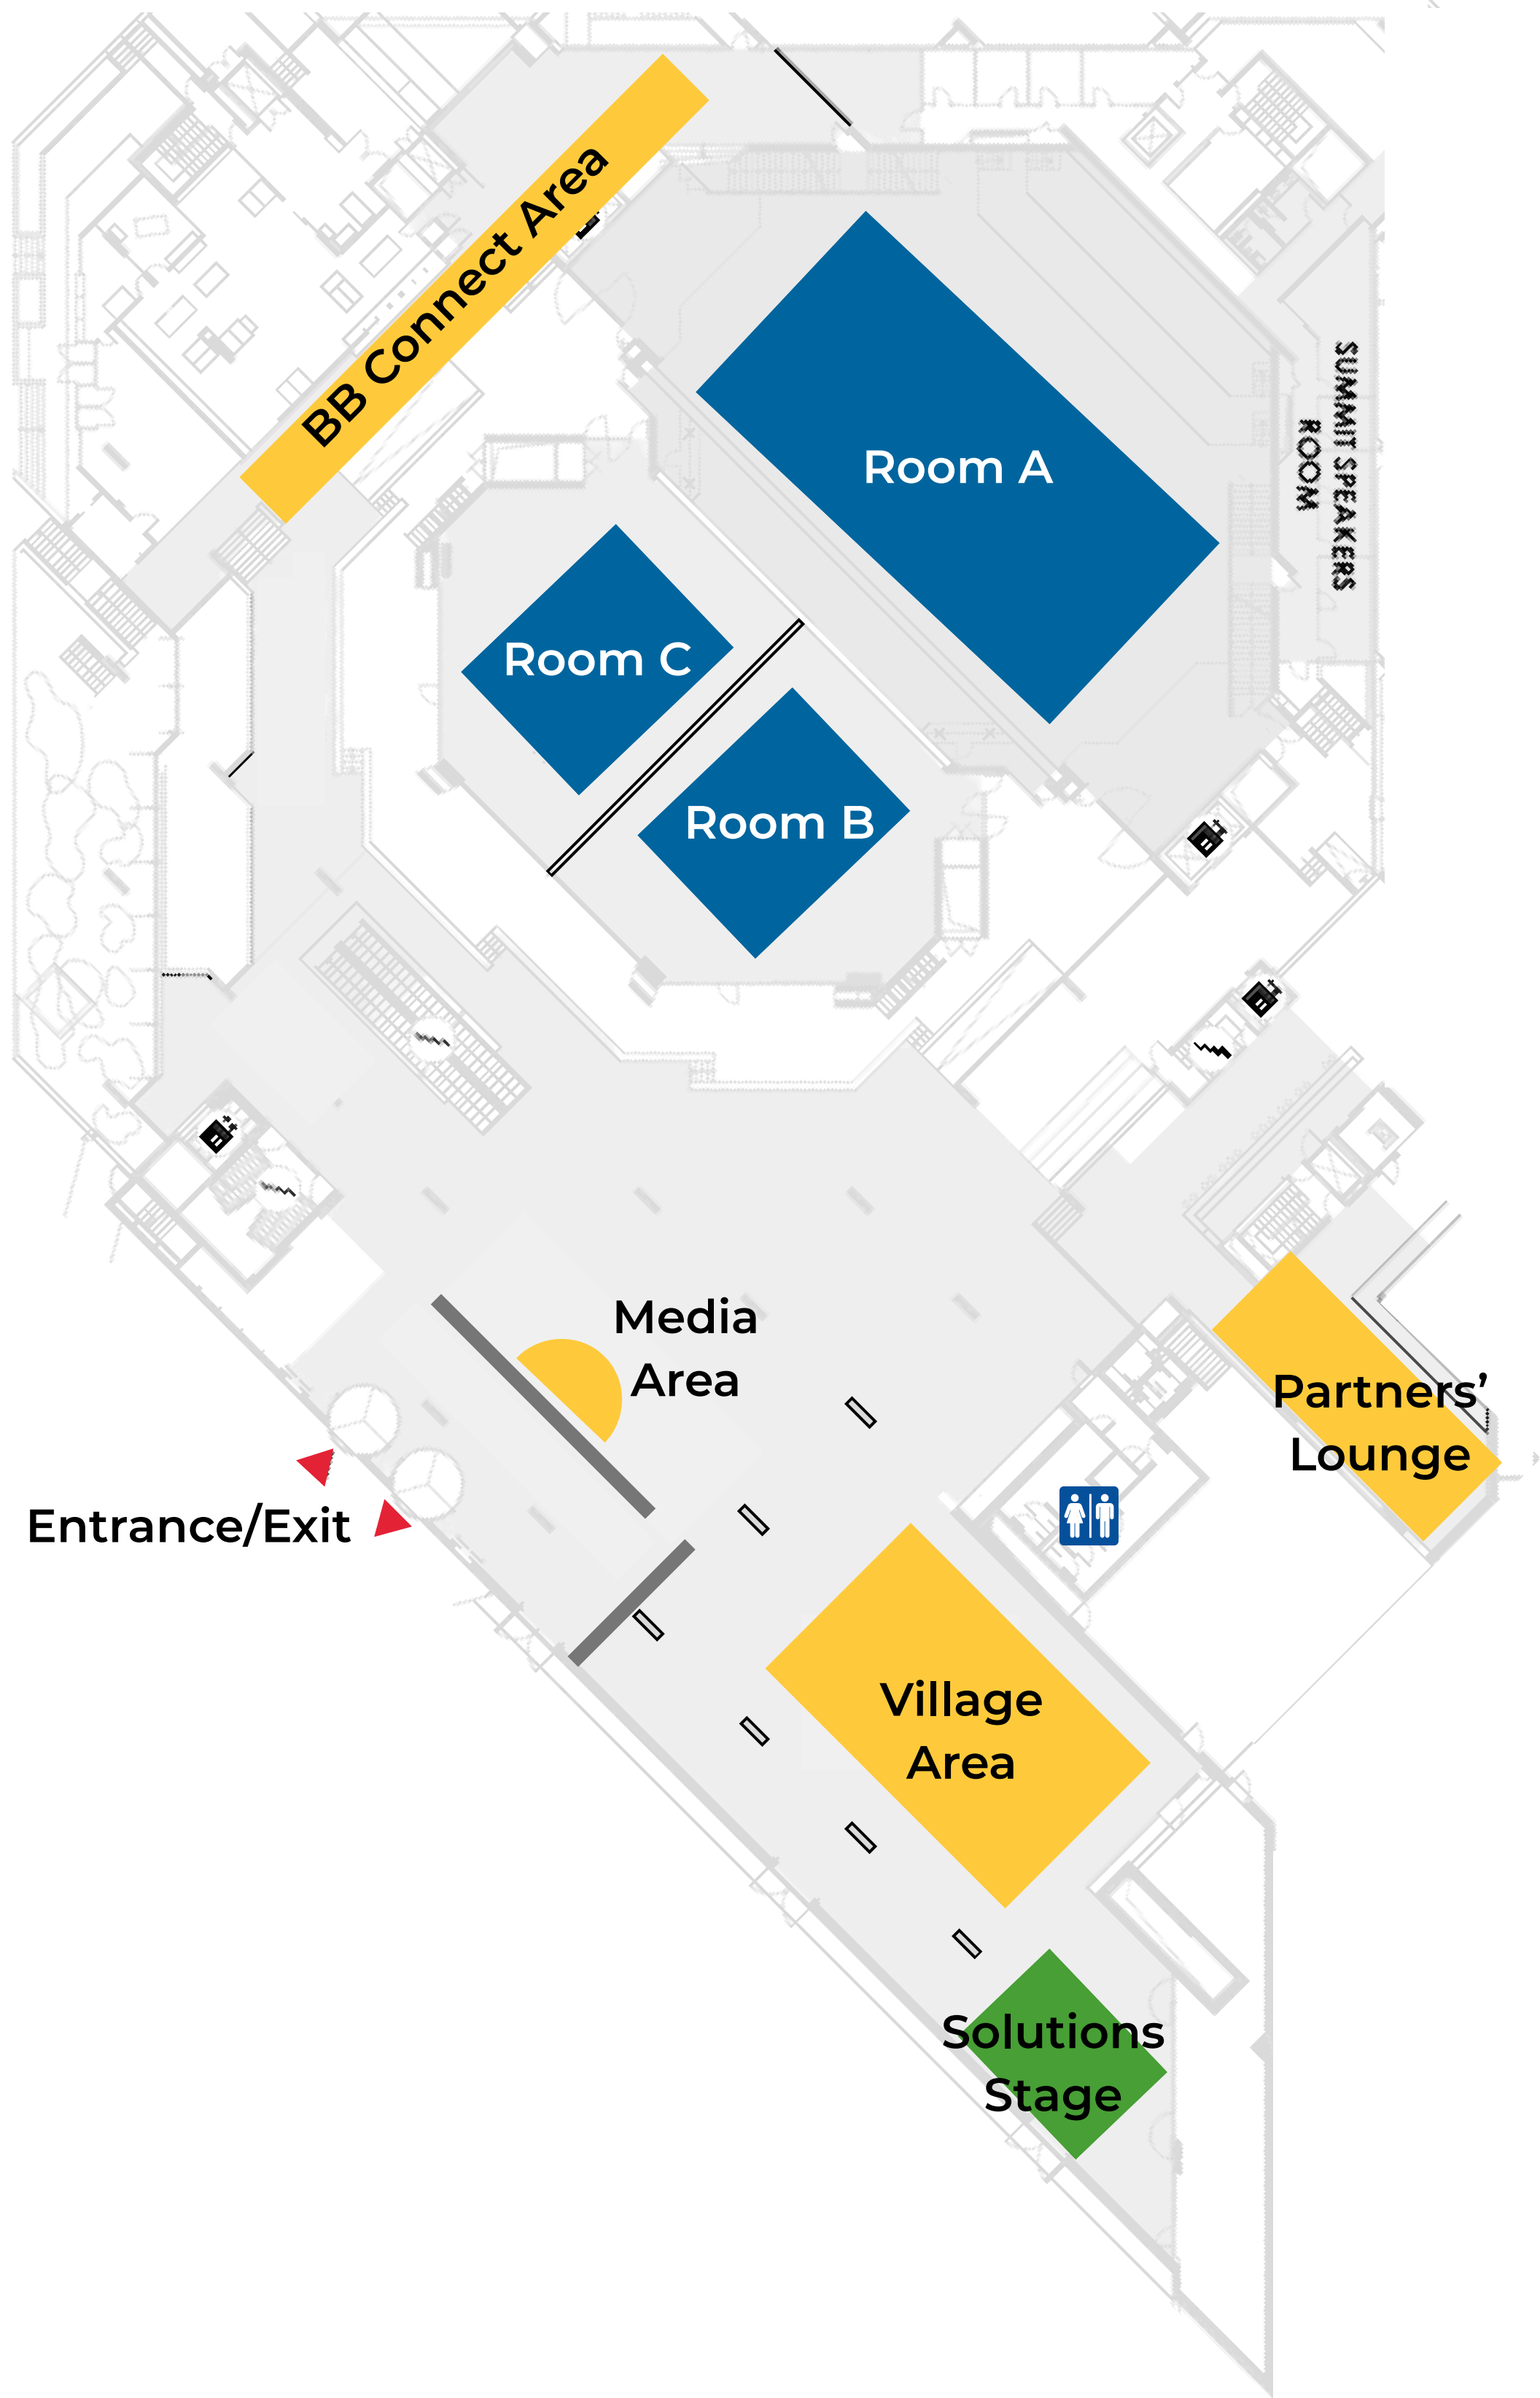 BB Connect Area
Room A
SUMMIT SPEAKERS
ROOM
Room C
Room B
Media
Area
Partners’
Lounge
Entrance/Exit
Village
Area
Solutions
Stage